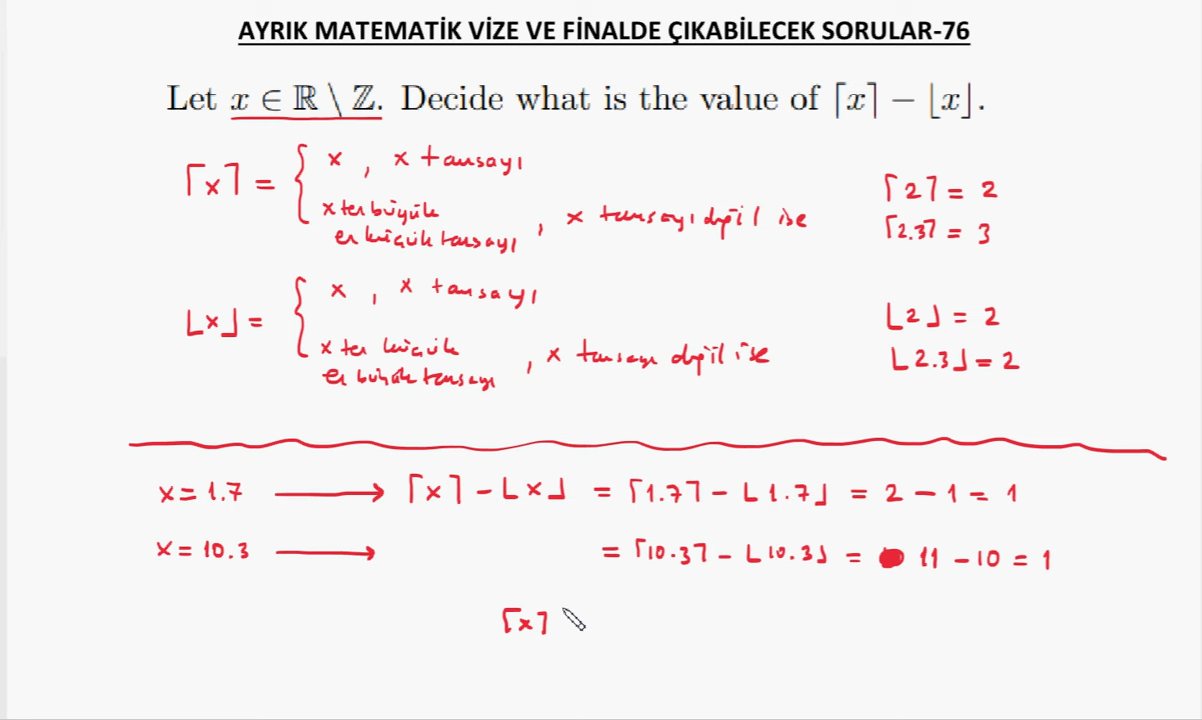 AYRIK MATEMATİK VİZE VE FİNALDE ÇIKABİLECEK SORULAR-76
Let x ∈ ℝ \ ℤ. Decide what is the value of ⌈x⌉ − ⌊x⌋.
⌈x⌉ = { x , x tamsayı
x ten büyük
en küçük tamsayı , x tamsayı değil ise
⌈2⌉ = 2
⌈2.3⌉ = 3
⌊x⌋ = { x , x tamsayı
x ten küçük
en büyük tamsayı , x tamsayı değil ise
⌊2⌋ = 2
⌊2.3⌋ = 2
x = 1.7 → ⌈x⌉ - ⌊x⌋ = ⌈1.7⌉ - ⌊1.7⌋ = 2 - 1 = 1
x = 10.3 → = ⌈10.3⌉ - ⌊10.3⌋ = 11 - 10 = 1
⌈x⌉